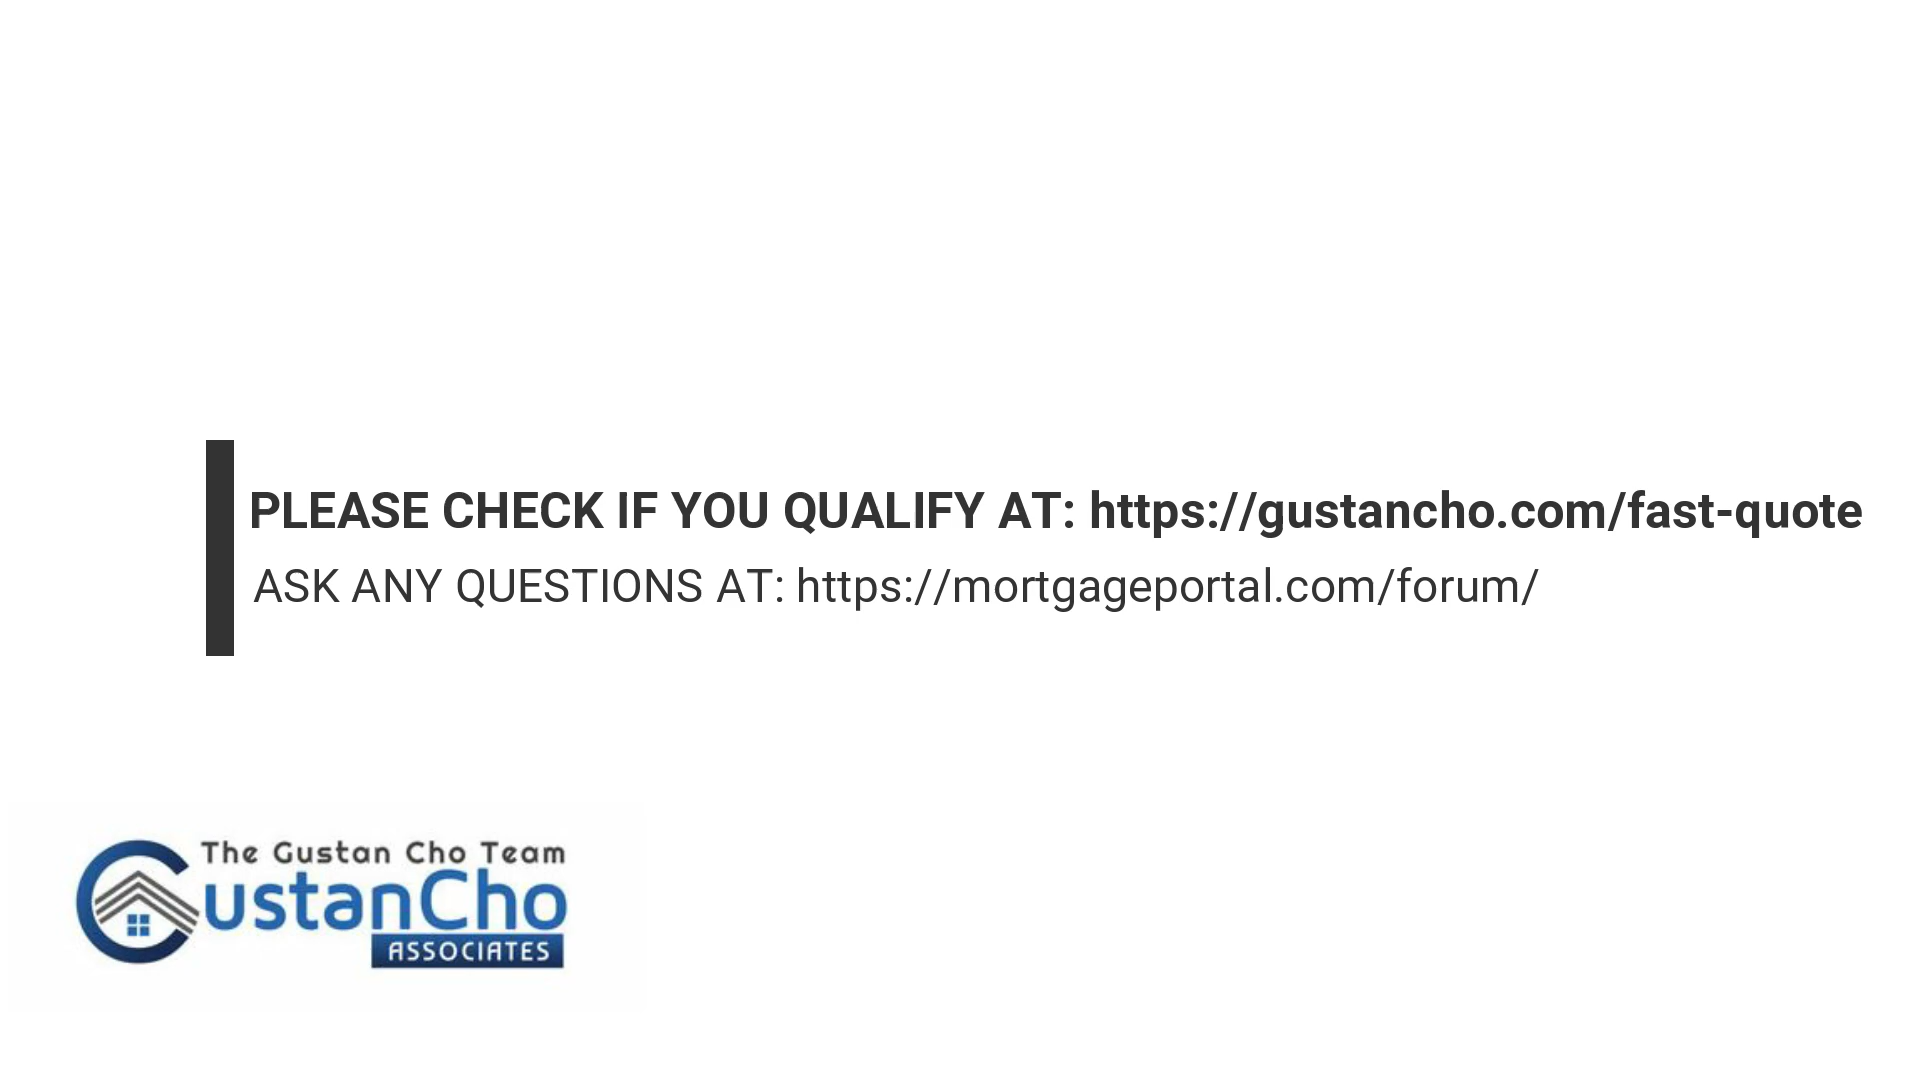 PLEASE CHECK IF YOU QUALIFY AT: https://gustancho.com/fast-quote
ASK ANY QUESTIONS AT: https://mortgageportal.com/forum/
The Gustan Cho Team
GustanCho
ASSOCIATES